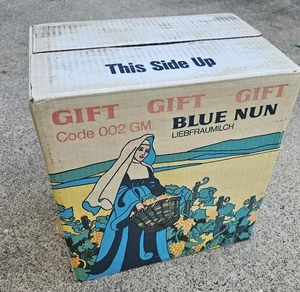 This Side Up
GIFT GIFT GIFT
Code 002 GM
BLUE NUN
LIEBFRAUMILCH